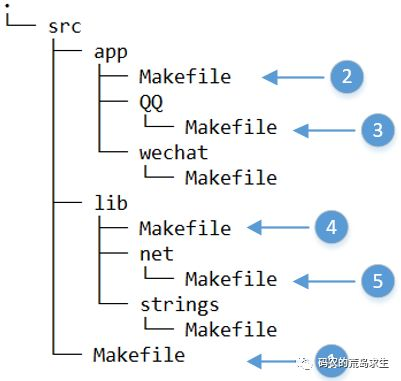 .
└── src
    ├── app
    │   ├── Makefile 2
    │   ├── QQ
    │   │   └── Makefile 3
    │   └── wechat
    │       └── Makefile
    ├── lib
    │   ├── Makefile 4
    │   ├── net
    │   │   └── Makefile 5
    │   └── strings
    │       └── Makefile
    └── Makefile 1
码农的荒岛求生